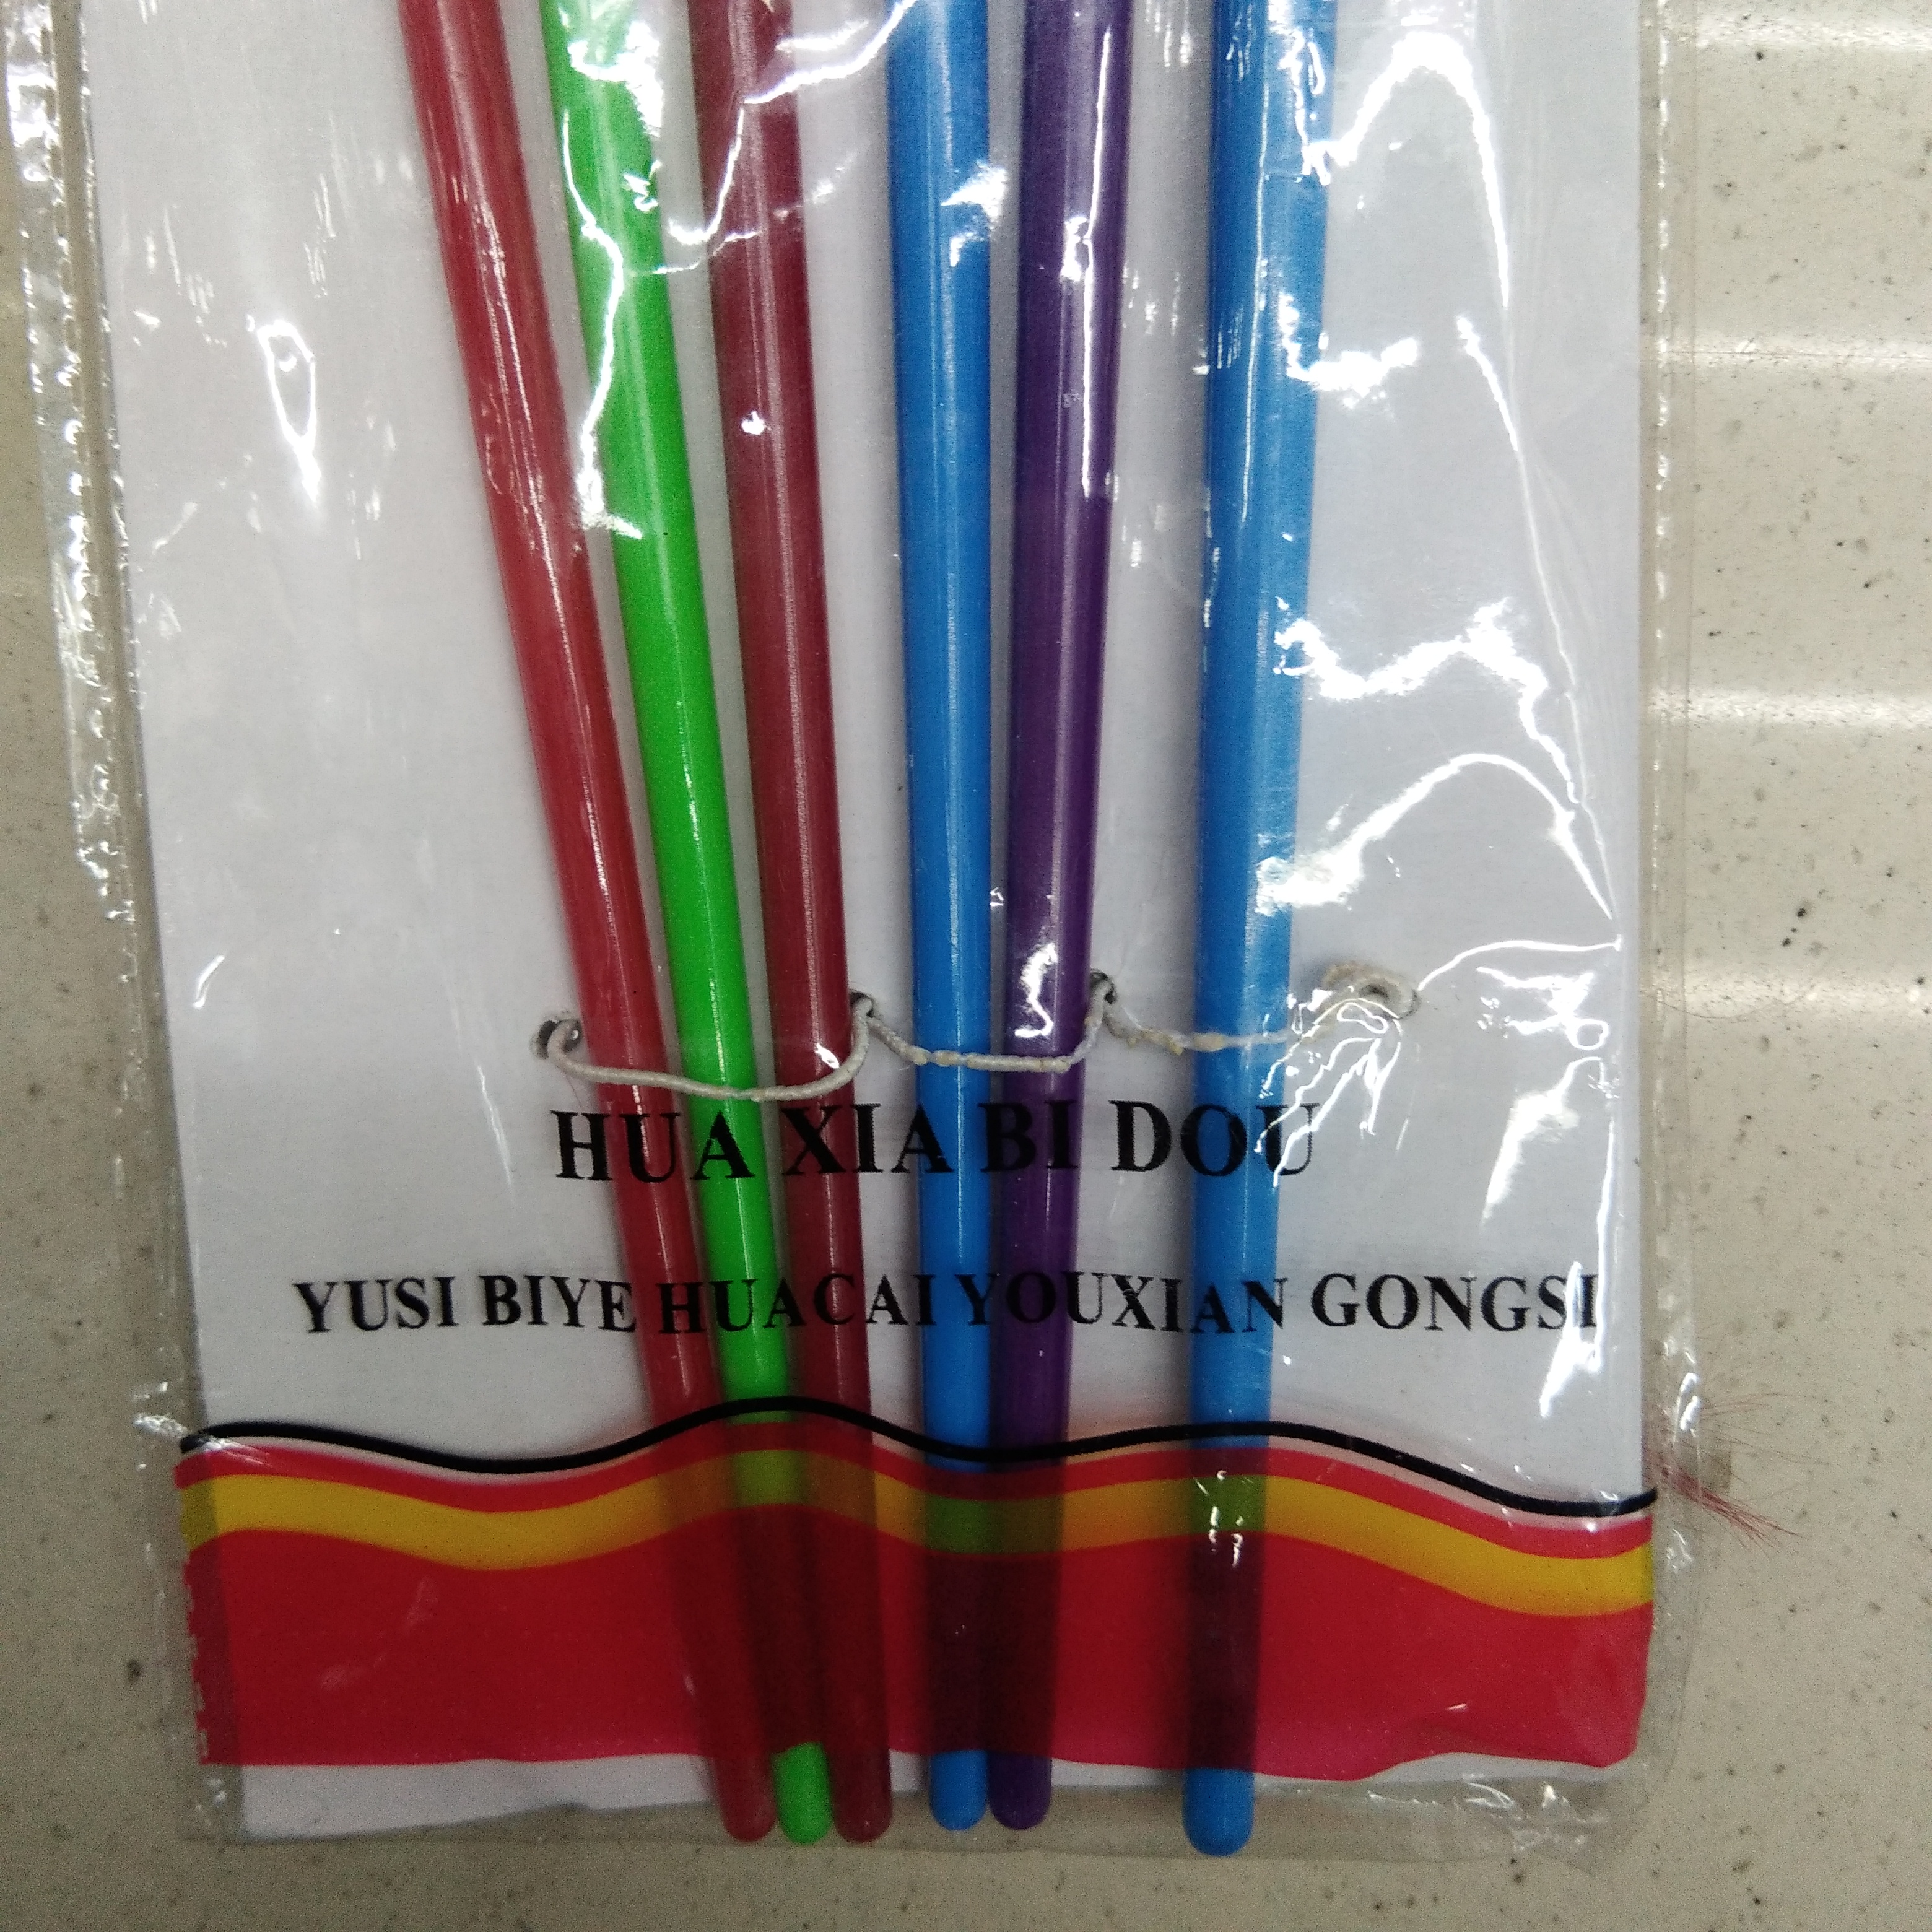 HUA XIA BI DOU
YUSI BIYE HUACAI YOUXIAN GONGSI